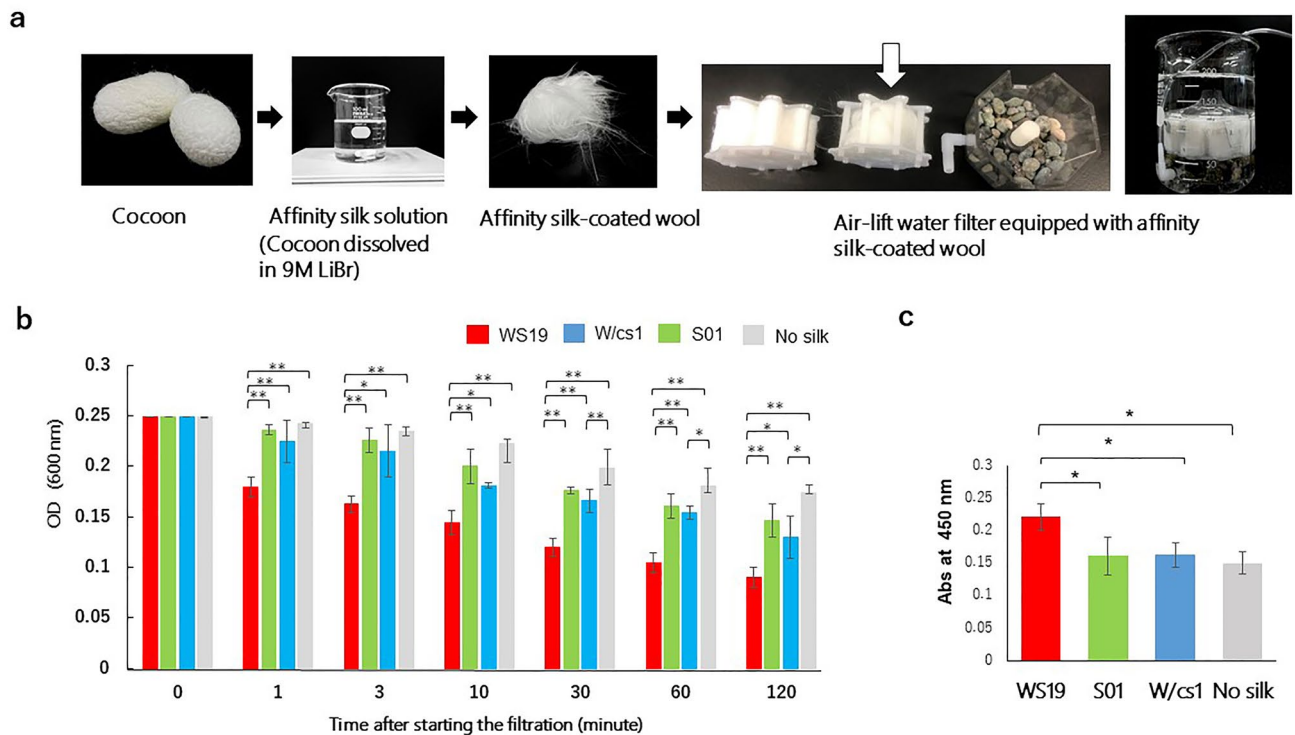 a
Cocoon
Affinity silk solution
(Cocoon dissolved
in 9M LiBr)
Affinity silk-coated wool
Air-lift water filter equipped with affinity
silk-coated wool
200
150
50
b
WS19
W/cs1
S01
No silk
OD (600 nm)
0.3
0.25
0.2
0.15
0.1
0.05
0
** ** **
** * **
** * **
** ** ** **
** ** ** *
** * ** *
0 1 3 10 30 60 120
Time after starting the filtration (minute)
c
Abs at 450 nm
0.3
0.25
0.2
0.15
0.1
0.05
0
*
*
*
WS19 S01 W/cs1 No silk